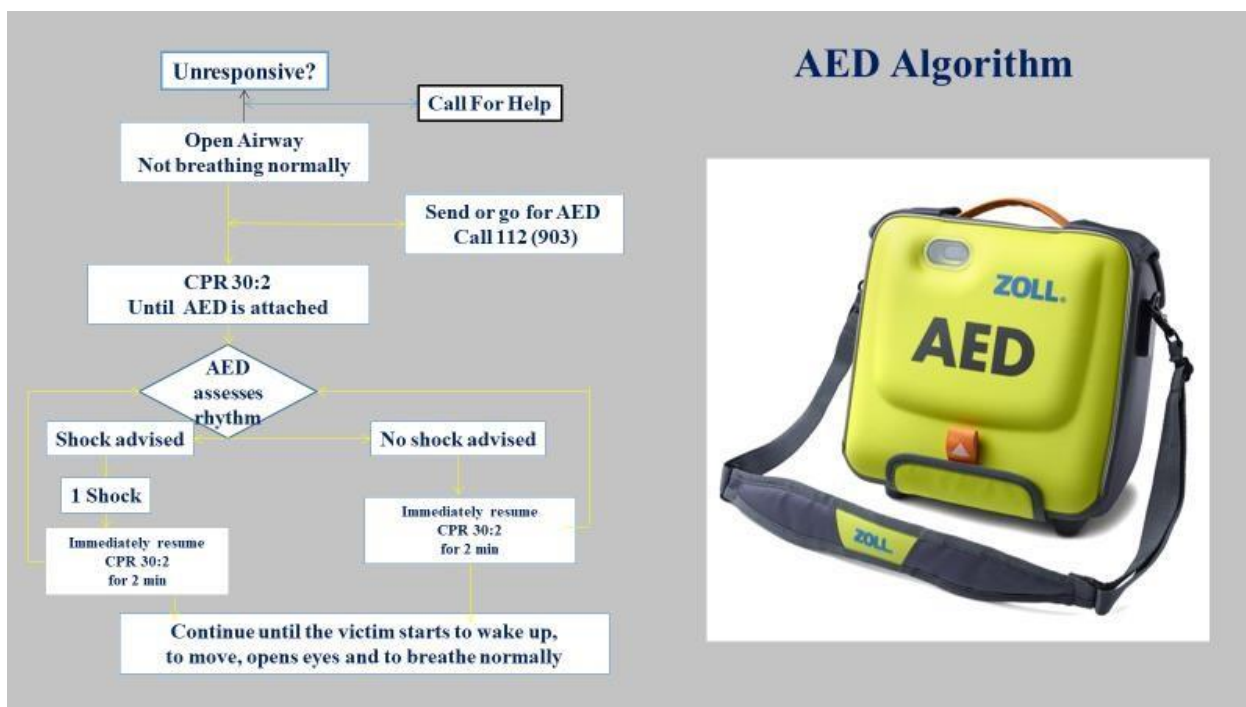 AED Algorithm
Unresponsive?
Call For Help
Open Airway
Not breathing normally
Send or go for AED
Call 112 (903)
CPR 30:2
Until AED is attached
AED
assesses
rhythm
Shock advised
No shock advised
1 Shock
Immediately resume
CPR 30:2
for 2 min
Immediately resume
CPR 30:2
for 2 min
Continue until the victim starts to wake up,
to move, opens eyes and to breathe normally
ZOLL®
AED
ZOLL